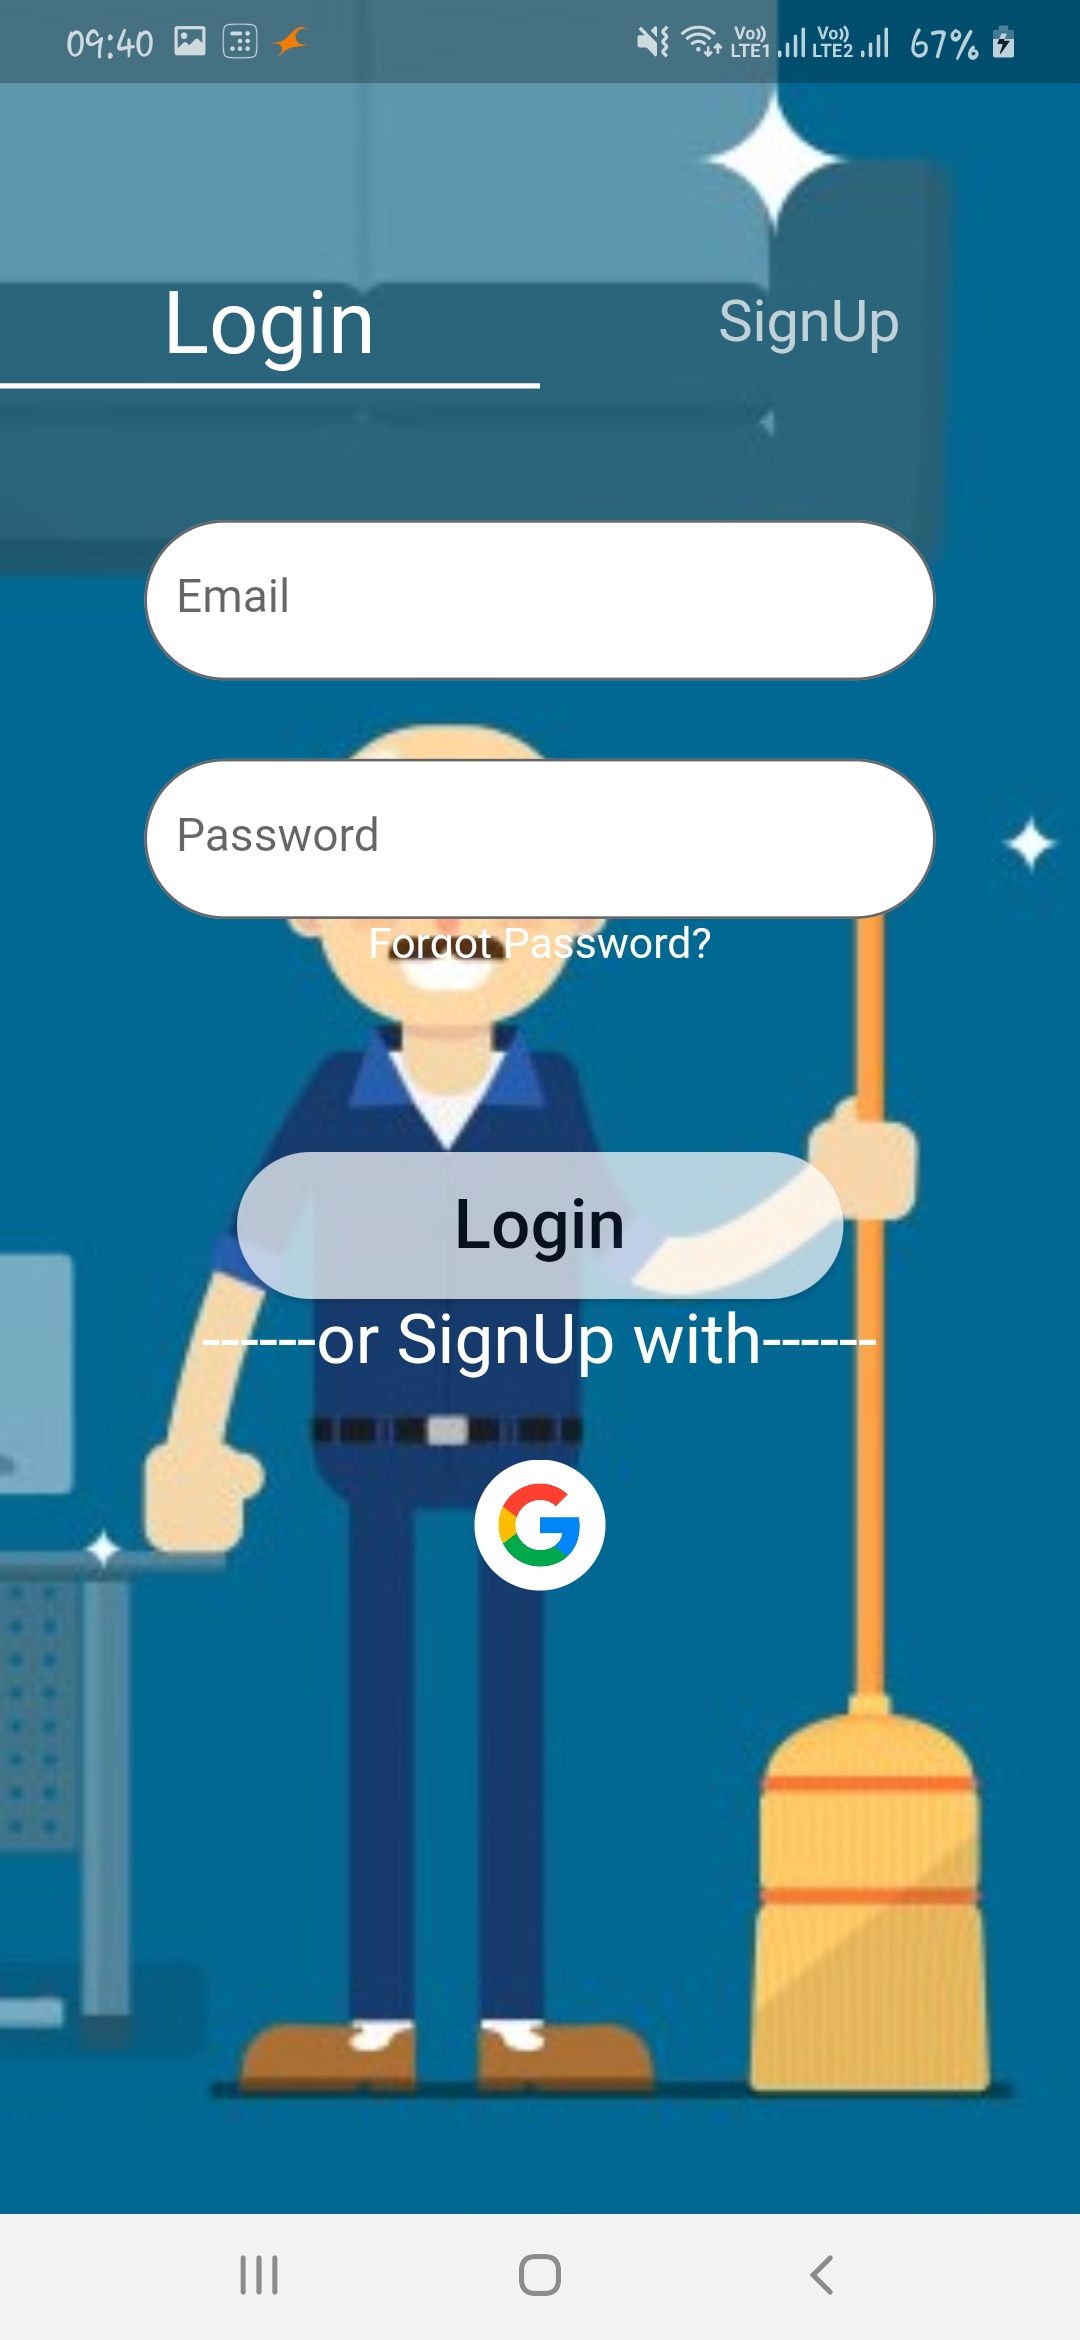 09:40 Vo)) LTE1 Vo)) LTE2 67%
Login SignUp
Email
Password
Forgot Password?
Login
------or SignUp with------
G